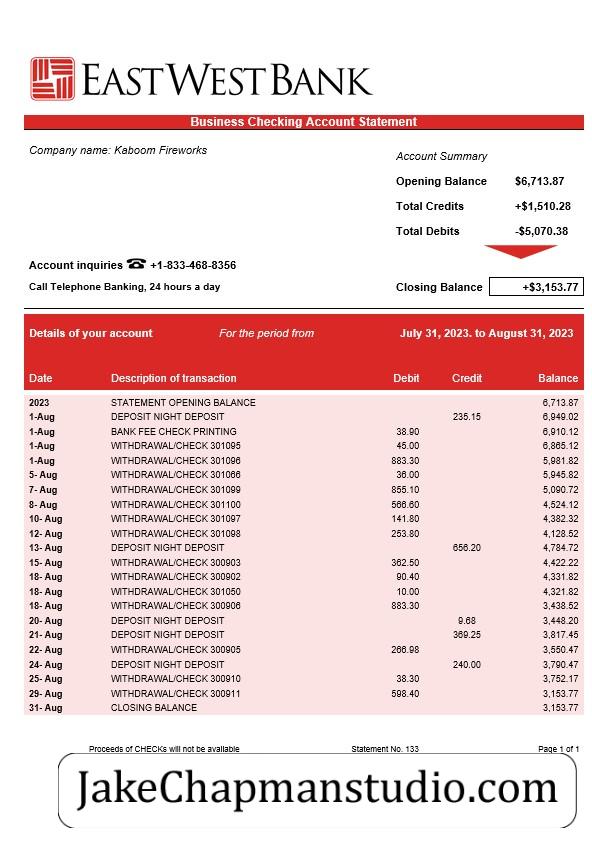 EAST WEST BANK
Business Checking Account Statement
Company name: Kaboom Fireworks
Account Summary
Opening Balance $6,713.87
Total Credits +$1,510.28
Total Debits -$5,070.38
Account inquiries ☎ +1-833-468-8356
Call Telephone Banking, 24 hours a day
Closing Balance +$3,153.77
Details of your account For the period from July 31, 2023. to August 31, 2023
Date Description of transaction Debit Credit Balance
2023 STATEMENT OPENING BALANCE 6,713.87
1-Aug DEPOSIT NIGHT DEPOSIT 235.15 6,949.02
1-Aug BANK FEE CHECK PRINTING 38.90 6,910.12
1-Aug WITHDRAWAL/CHECK 301095 45.00 6,865.12
1-Aug WITHDRAWAL/CHECK 301096 883.30 5,981.82
5- Aug WITHDRAWAL/CHECK 301066 36.00 5,945.82
7- Aug WITHDRAWAL/CHECK 301099 855.10 5,090.72
8- Aug WITHDRAWAL/CHECK 301100 566.60 4,524.12
10- Aug WITHDRAWAL/CHECK 301097 141.80 4,382.32
12- Aug WITHDRAWAL/CHECK 301098 253.80 4,128.52
13- Aug DEPOSIT NIGHT DEPOSIT 656.20 4,784.72
15- Aug WITHDRAWAL/CHECK 300903 362.50 4,422.22
18- Aug WITHDRAWAL/CHECK 300902 90.40 4,331.82
18- Aug WITHDRAWAL/CHECK 301050 10.00 4,321.82
18- Aug WITHDRAWAL/CHECK 300906 883.30 3,438.52
20- Aug DEPOSIT NIGHT DEPOSIT 9.68 3,448.20
21- Aug DEPOSIT NIGHT DEPOSIT 369.25 3,817.45
22- Aug WITHDRAWAL/CHECK 300905 266.98 3,550.47
24- Aug DEPOSIT NIGHT DEPOSIT 240.00 3,790.47
25- Aug WITHDRAWAL/CHECK 300910 38.30 3,752.17
29- Aug WITHDRAWAL/CHECK 300911 598.40 3,153.77
31- Aug CLOSING BALANCE 3,153.77
Proceeds of CHECKs will not be available Statement No. 133 Page 1 of 1
JakeChapmanstudio.com